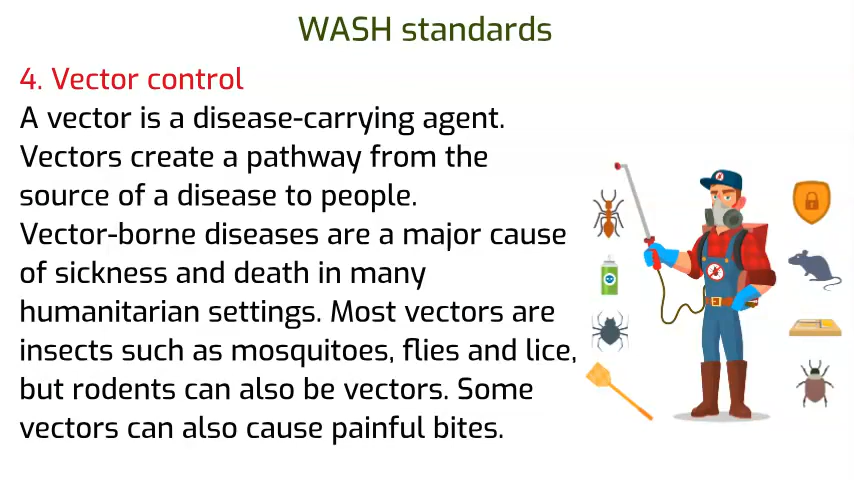 WASH standards
4. Vector control
A vector is a disease-carrying agent.
Vectors create a pathway from the
source of a disease to people.
Vector-borne diseases are a major cause
of sickness and death in many
humanitarian settings. Most vectors are
insects such as mosquitoes, flies and lice,
but rodents can also be vectors. Some
vectors can also cause painful bites.